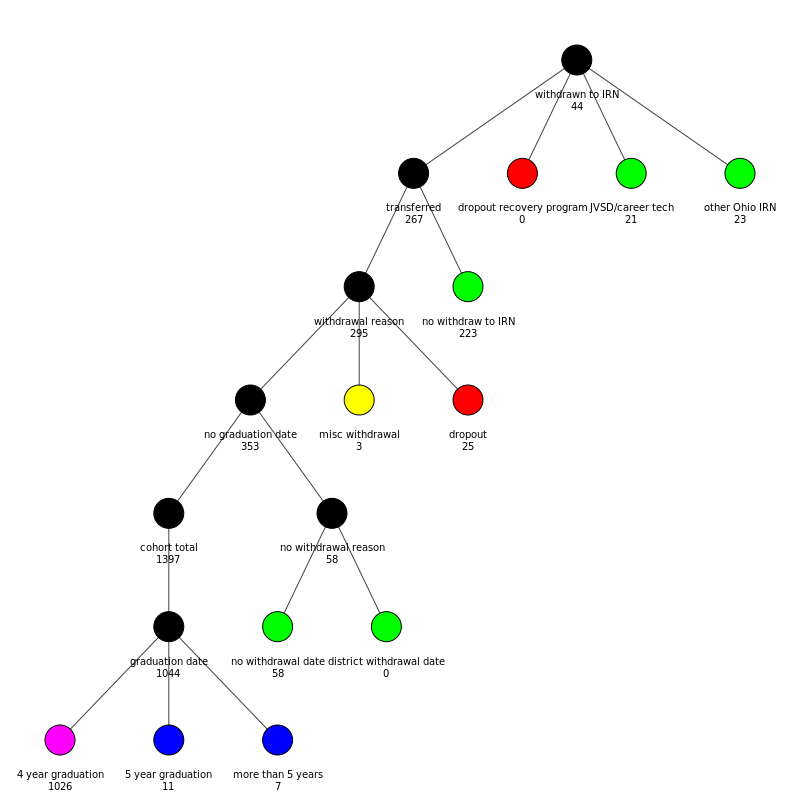 withdrawn to IRN
44
transferred
267
dropout recovery program
0
JVSD/career tech
21
other Ohio IRN
23
withdrawal reason
295
no withdraw to IRN
223
no graduation date
353
misc withdrawal
3
dropout
25
cohort total
1397
no withdrawal reason
58
graduation date
1044
no withdrawal date
58
district withdrawal date
0
4 year graduation
1026
5 year graduation
11
more than 5 years
7